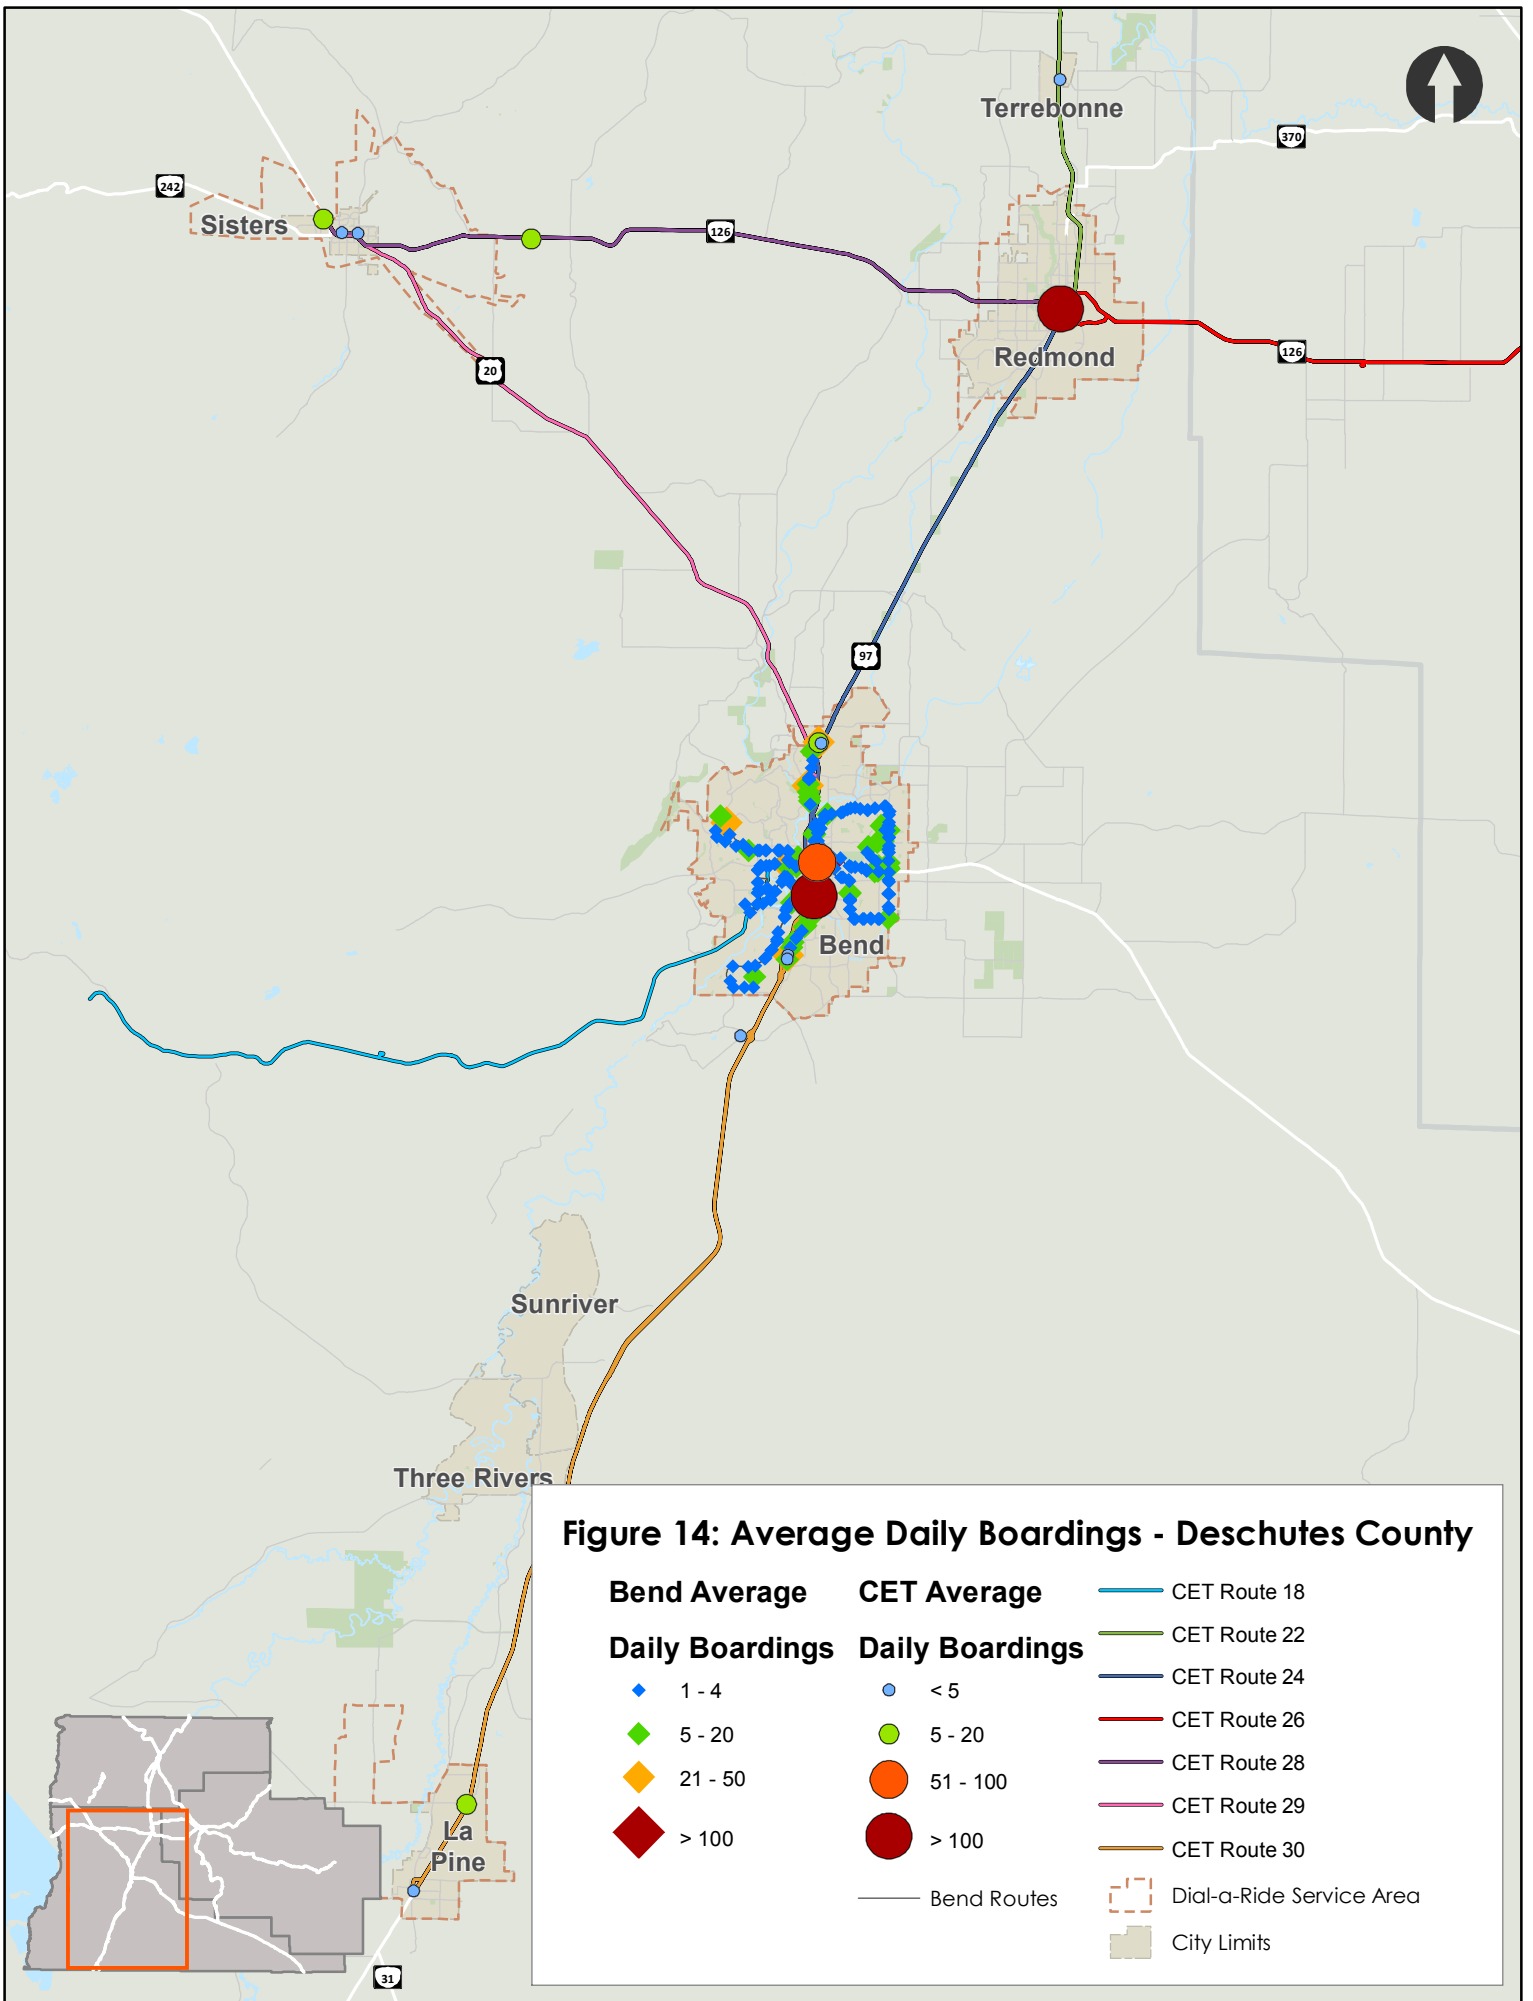 Terrebonne
370
242
Sisters
126
Redmond
126
20
97
Bend
Sunriver
Three Rivers
Figure 14: Average Daily Boardings - Deschutes County
Bend Average
Daily Boardings
1 - 4
5 - 20
21 - 50
> 100
CET Average
Daily Boardings
< 5
5 - 20
51 - 100
> 100
Bend Routes
CET Route 18
CET Route 22
CET Route 24
CET Route 26
CET Route 28
CET Route 29
CET Route 30
Dial-a-Ride Service Area
City Limits
La
Pine
31